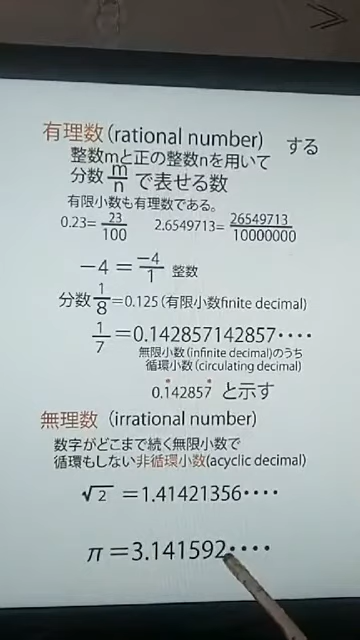 有理数(rational number) する
整数mと正の整数nを用いて
分数 m/n で表せる数
有限小数も有理数である。
0.23= 23/100 2.6549713= 26549713/10000000
−4 = −4/1 整数
分数 1/8 =0.125(有限小数finite decimal)
1/7 =0.142857142857････
無限小数(infinite decimal)のうち
循環小数(circulating decimal)
0.1̇42857̇ と示す
無理数 (irrational number)
数字がどこまで続く無限小数で
循環もしない非循環小数(acyclic decimal)
√2 =1.41421356････
π=3.141592････